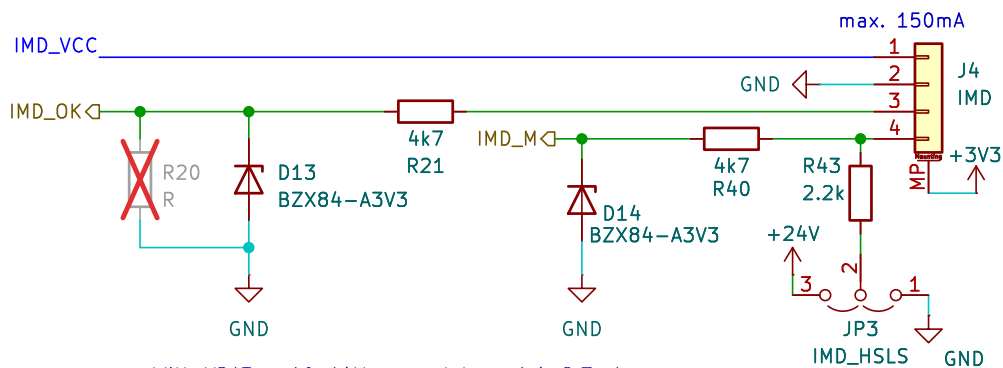 max. 150mA
IMD_VCC
1
J4
IMD
GND
2
IMD_OK
3
4k7
R21
IMD_M
4
4k7
R40
Mounting
MP
+3V3
R20
R
D13
BZX84-A3V3
R43
2.2k
D14
BZX84-A3V3
+24V
2
3
1
GND
GND
JP3
IMD_HSLS
GND